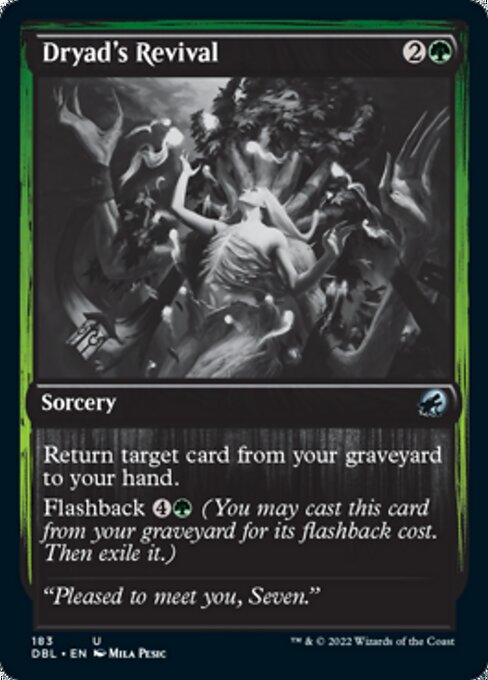 Dryad's Revival 2
Sorcery
Return target card from your graveyard
to your hand.
Flashback 4 (You may cast this card
from your graveyard for its flashback cost.
Then exile it.)
“Pleased to meet you, Seven.”
183 U
DBL • EN Mila Pesic
™ & © 2022 Wizards of the Coast